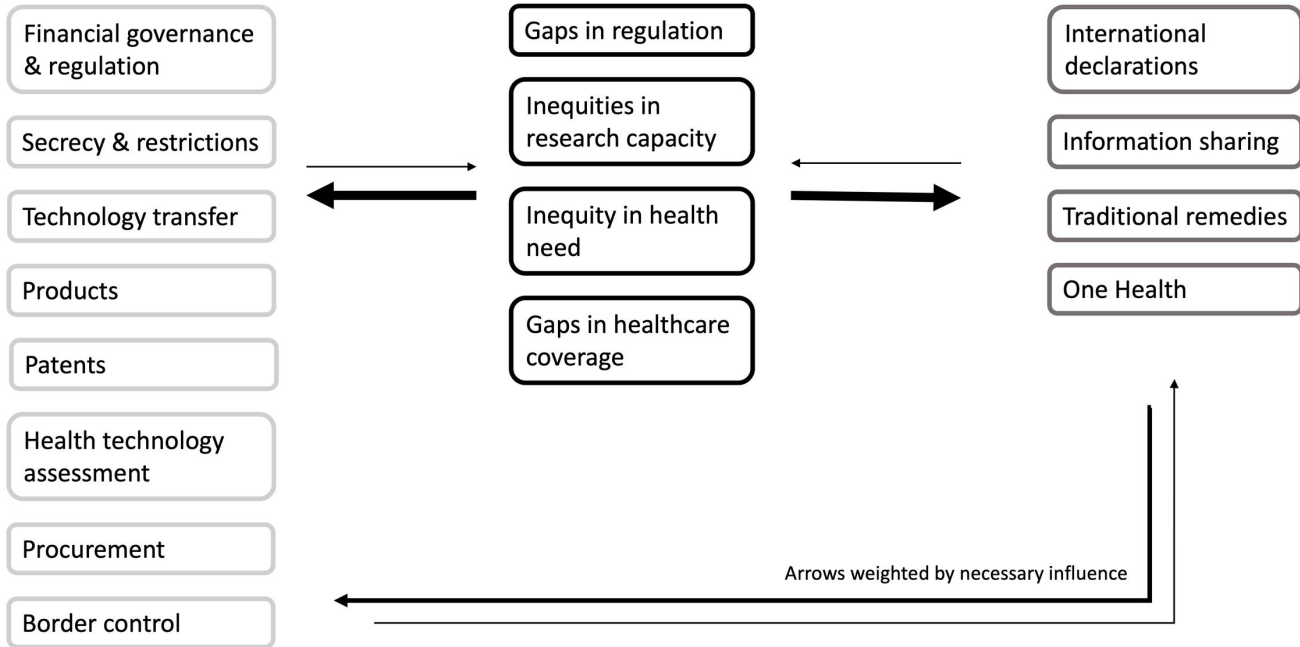 Financial governance
& regulation
Secrecy & restrictions
Technology transfer
Products
Patents
Health technology
assessment
Procurement
Border control
Gaps in regulation
Inequities in
research capacity
Inequity in health
need
Gaps in healthcare
coverage
International
declarations
Information sharing
Traditional remedies
One Health
Arrows weighted by necessary influence